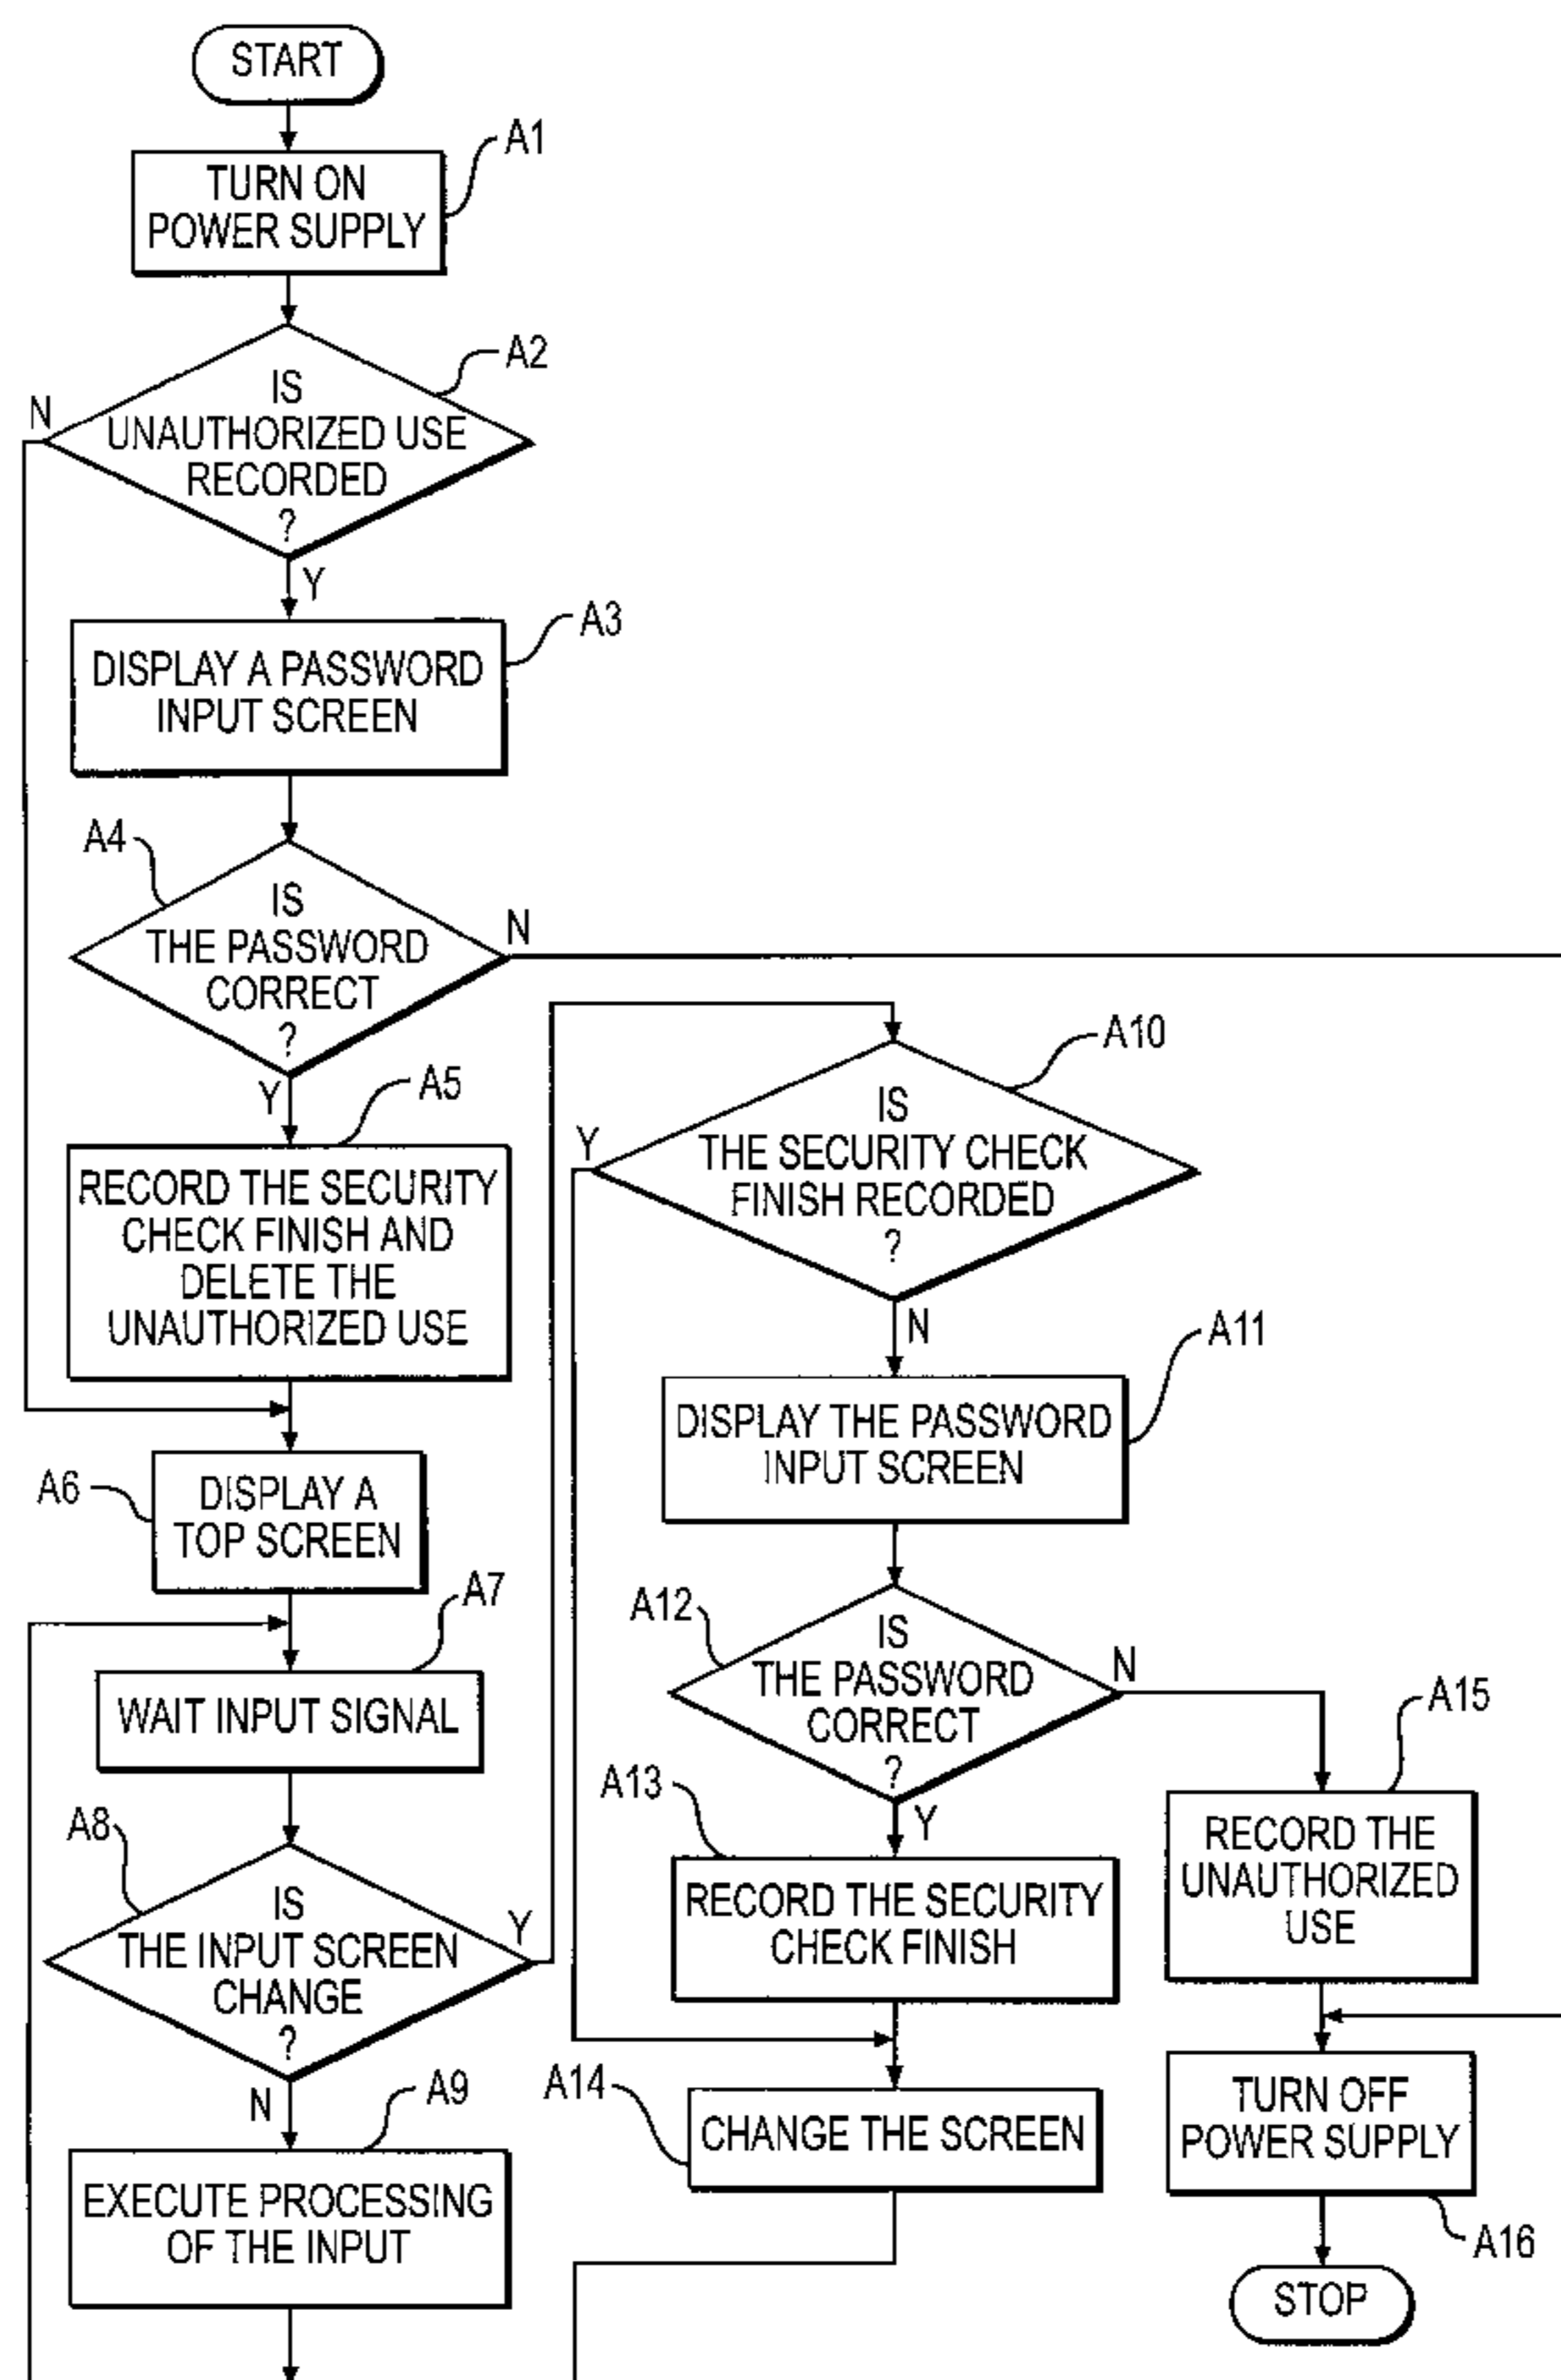 START
A1
TURN ON
POWER SUPPLY
A2
N
IS
UNAUTHORIZED USE
RECORDED
?
Y
A3
DISPLAY A PASSWORD
INPUT SCREEN
A4
IS
THE PASSWORD
CORRECT
?
N
Y
A5
RECORD THE SECURITY
CHECK FINISH AND
DELETE THE
UNAUTHORIZED USE
A6
DISPLAY A
TOP SCREEN
A7
WAIT INPUT SIGNAL
A8
IS
THE INPUT SCREEN
CHANGE
?
Y
N
A9
EXECUTE PROCESSING
OF THE INPUT
A10
IS
THE SECURITY CHECK
FINISH RECORDED
?
Y
N
A11
DISPLAY THE PASSWORD
INPUT SCREEN
A12
IS
THE PASSWORD
CORRECT
?
N
Y
A13
RECORD THE SECURITY
CHECK FINISH
A14
CHANGE THE SCREEN
A15
RECORD THE
UNAUTHORIZED
USE
TURN OFF
POWER SUPPLY
A16
STOP